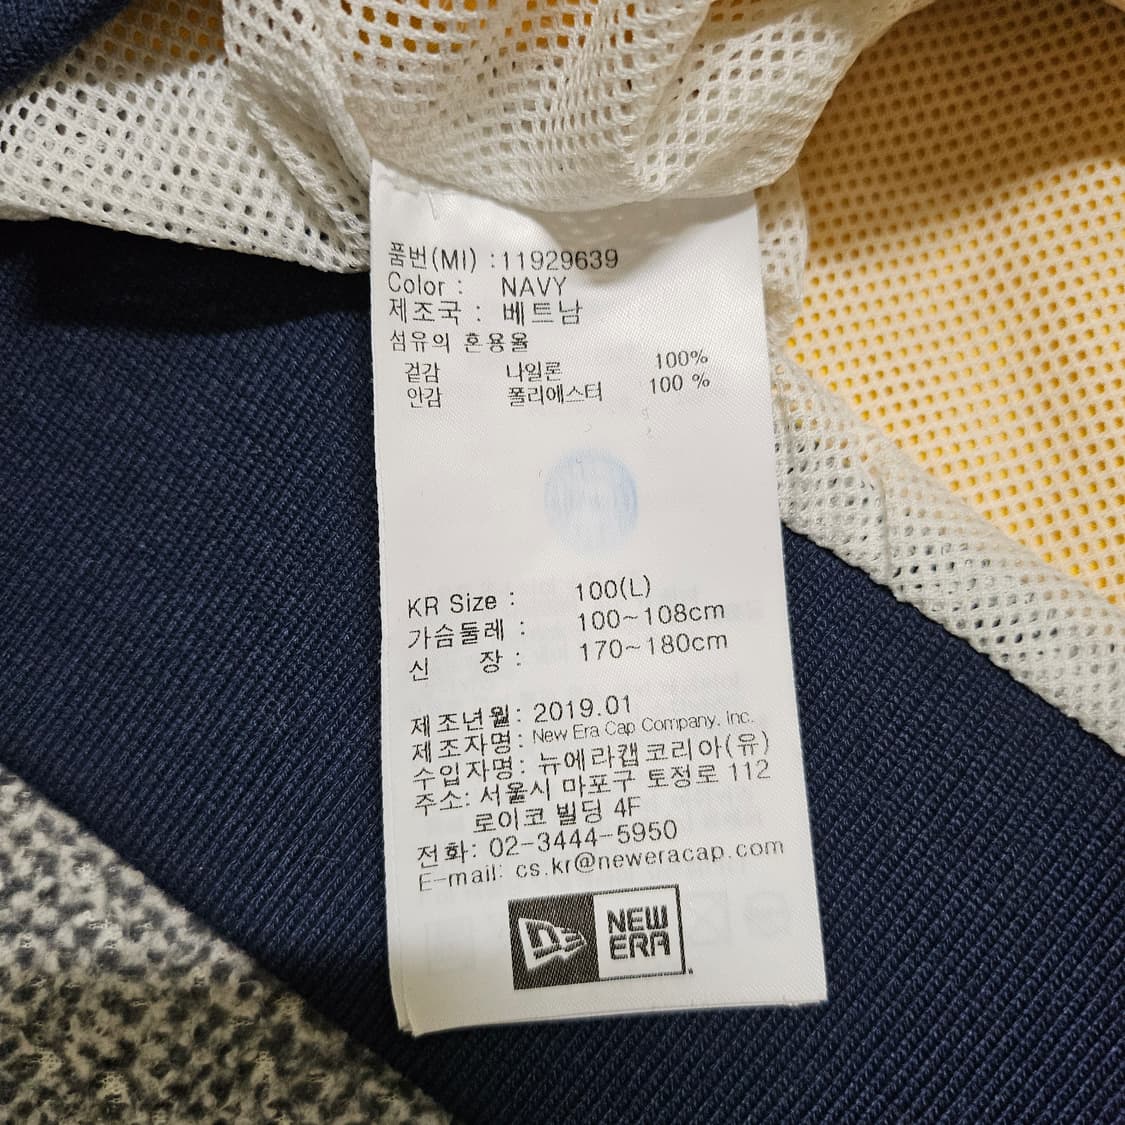 품번(MI) :11929639
Color : NAVY
제조국 : 베트남
섬유의 혼용율
겉감 나일론 100%
안감 폴리에스터 100 %
KR Size : 100(L)
가슴둘레 : 100~108cm
신 장 : 170~180cm
제조년월: 2019.01
제조자명: New Era Cap Company, Inc.
수입자명: 뉴에라캡코리아(유)
주소: 서울시 마포구 토정로 112
로이코 빌딩 4F
전화: 02-3444-5950
E-mail: cs.kr@neweracap.com
NEW
ERA